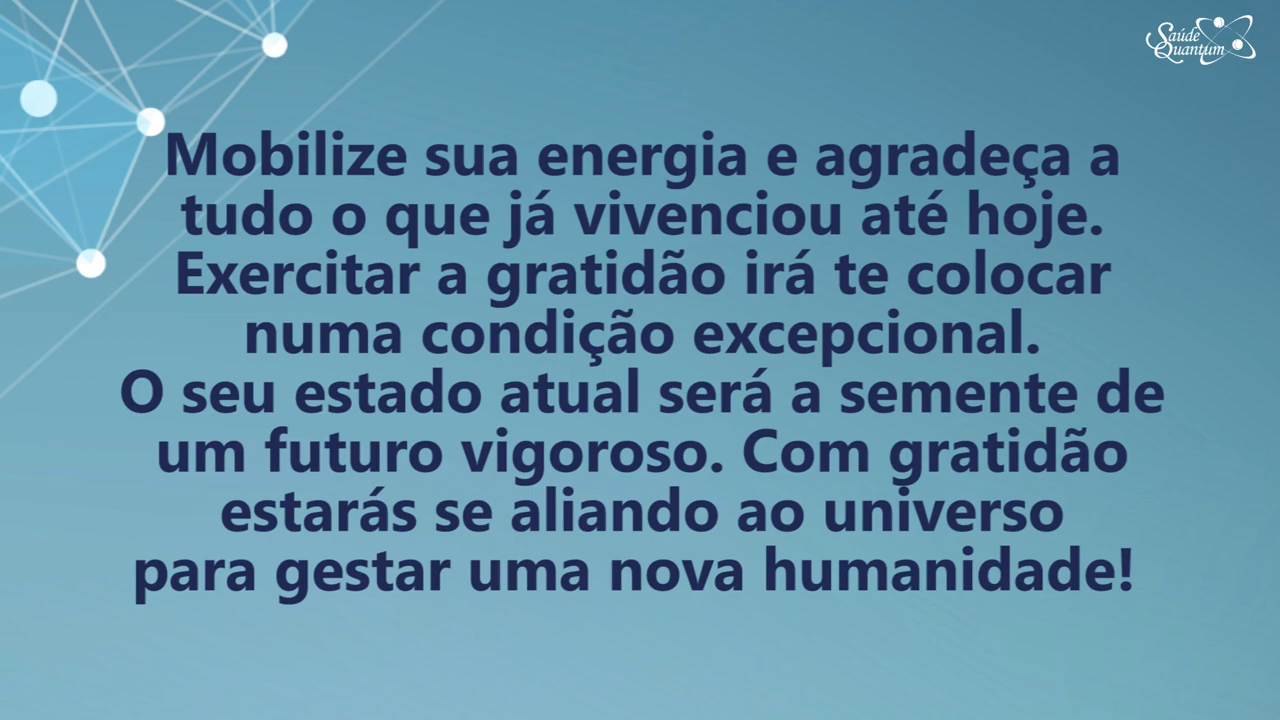 Saúde
Quantum
Mobilize sua energia e agradeça a
tudo o que já vivenciou até hoje.
Exercitar a gratidão irá te colocar
numa condição excepcional.
O seu estado atual será a semente de
um futuro vigoroso. Com gratidão
estarás se aliando ao universo
para gestar uma nova humanidade!